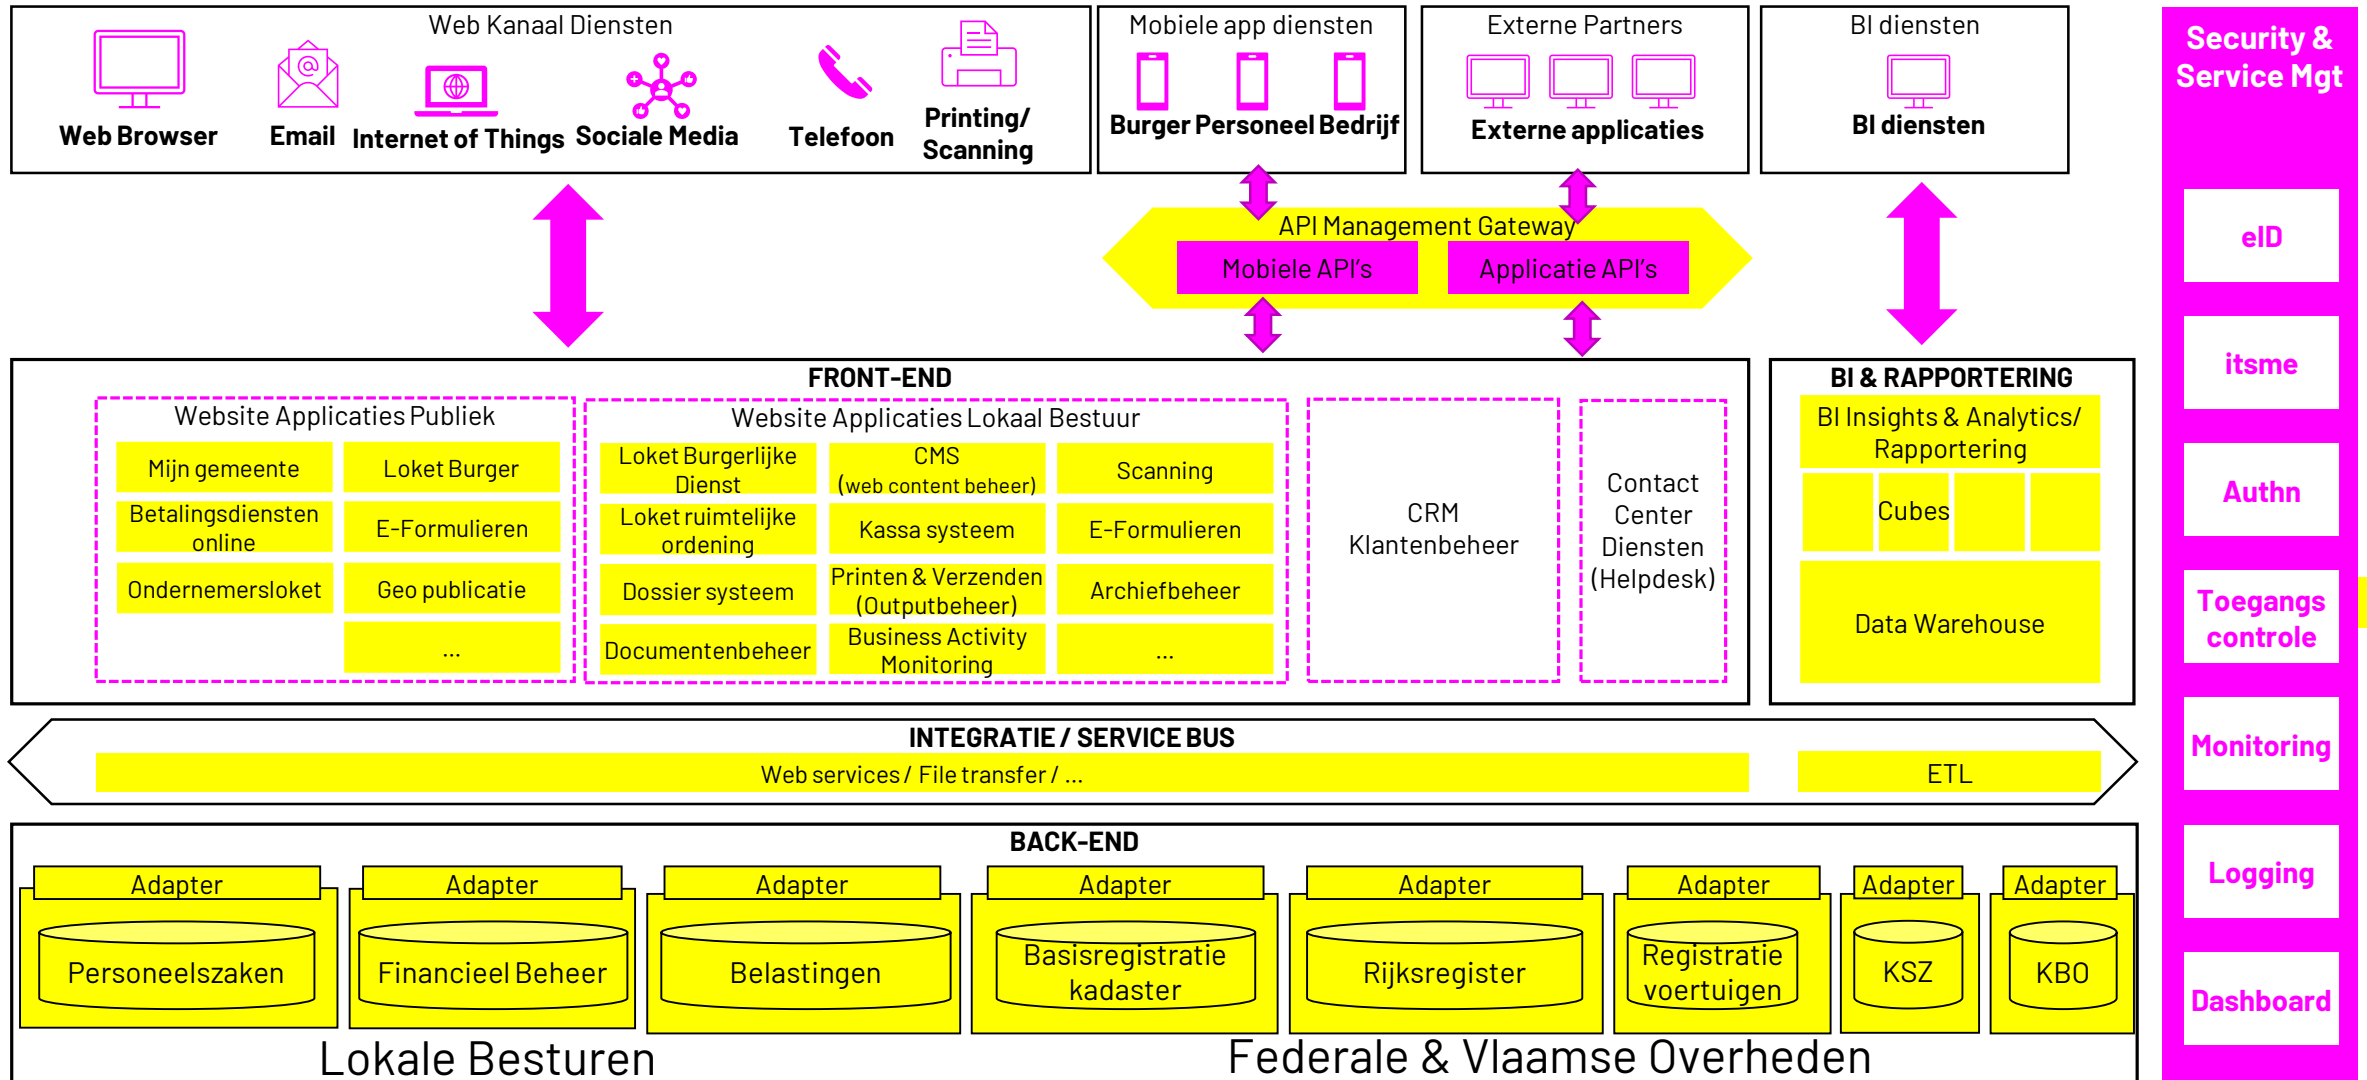 Web Kanaal Diensten
Web Browser
Email
Internet of Things
Sociale Media
Telefoon
Printing/
Scanning
Mobiele app diensten
Burger
Personeel
Bedrijf
Externe Partners
Externe applicaties
BI diensten
BI diensten
API Management Gateway
Mobiele API's
Applicatie API's
FRONT-END
Website Applicaties Publiek
Mijn gemeente
Loket Burger
Betalingsdiensten
online
E-Formulieren
Ondernemersloket
Geo publicatie
...
Website Applicaties Lokaal Bestuur
Loket Burgerlijke
Dienst
CMS
(web content beheer)
Scanning
Loket ruimtelijke
ordening
Kassa systeem
E-Formulieren
Dossier systeem
Printen & Verzenden
(Outputbeheer)
Archiefbeheer
Documentenbeheer
Business Activity
Monitoring
...
CRM
Klantenbeheer
Contact
Center
Diensten
(Helpdesk)
BI & RAPPORTERING
BI Insights & Analytics/
Rapportering
Cubes
Data Warehouse
INTEGRATIE / SERVICE BUS
Web services / File transfer / ...
ETL
BACK-END
Adapter
Personeelszaken
Adapter
Financieel Beheer
Adapter
Belastingen
Adapter
Basisregistratie
kadaster
Adapter
Rijksregister
Adapter
Registratie
voertuigen
Adapter
KSZ
Adapter
KBO
Lokale Besturen
Federale & Vlaamse Overheden
Security &
Service Mgt
eID
itsme
Authn
Toegangs
controle
Monitoring
Logging
Dashboard